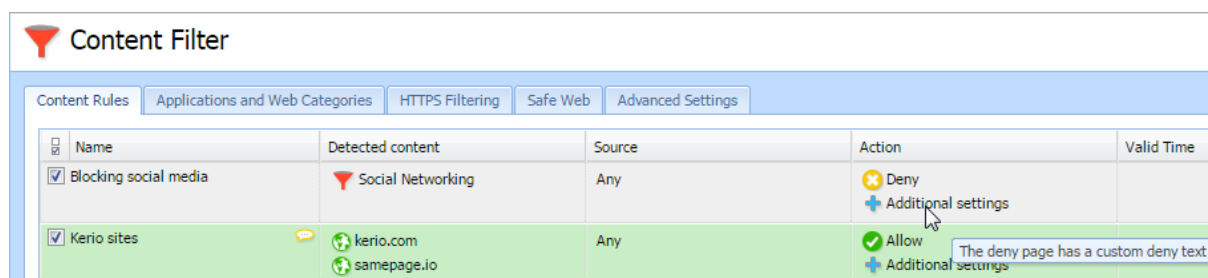 Content Filter
Content Rules Applications and Web Categories HTTPS Filtering Safe Web Advanced Settings
Name Detected content Source Action Valid Time
Blocking social media Social Networking Any Deny
Additional settings
Kerio sites kerio.com Any Allow
The deny page has a custom deny text
samepage.io Additional settings